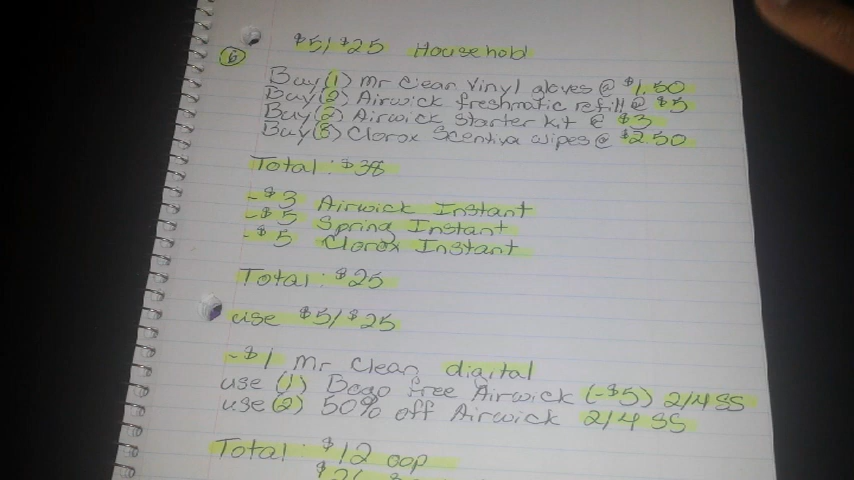 6 $5/$25 Household
Buy (1) Mr Clean Vinyl gloves @ $1.50
Buy (2) Airwick freshmatic refill @ $5
Buy (2) Airwick Starter kit @ $3
Buy (8) Clorox Scentiva wipes @ $2.50
Total: $38
-$3 Airwick Instant
-$5 Spring Instant
-$5 Clorox Instant
Total: $25
use $5/$25
-$1 Mr Clean digital
use (1) Bogo free Airwick (-$5) 2/4 SS
use (2) 50% off Airwick 2/4 SS
Total: $12 oop